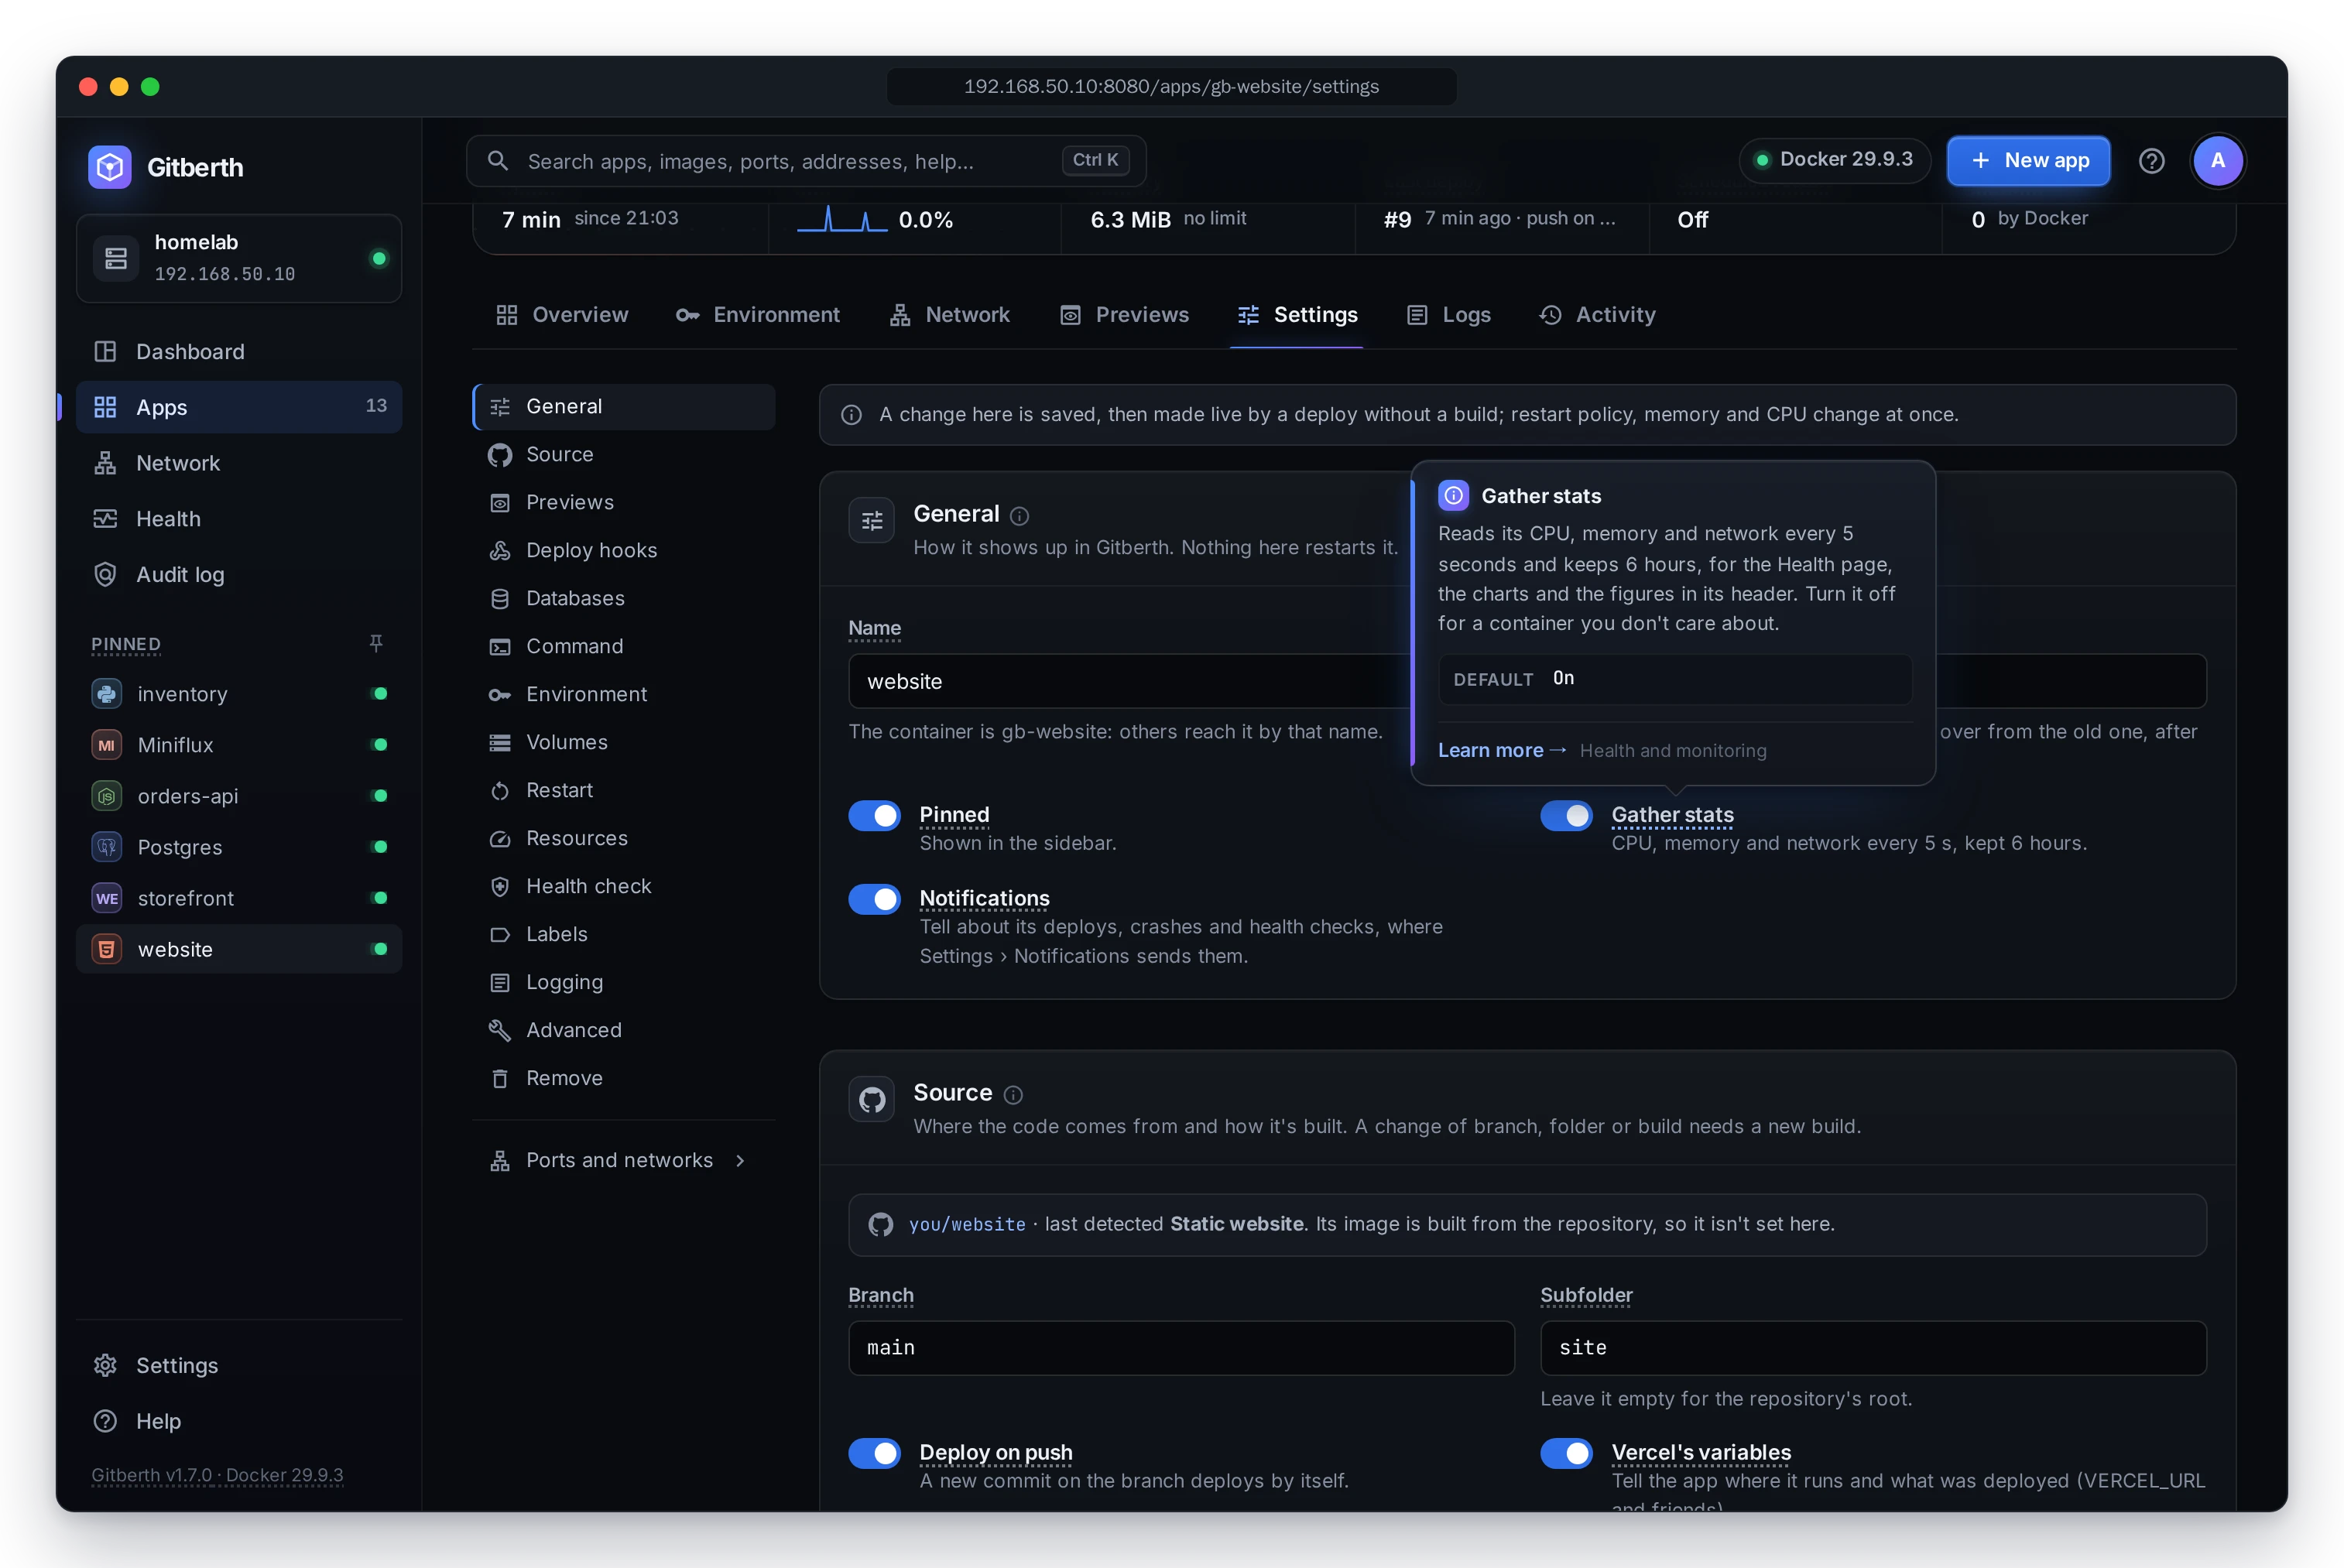 192.168.50.10:8080/apps/gb-website/settings
Gitberth
Search apps, images, ports, addresses, help...
Ctrl K
Docker 29.9.3
New app
A
homelab
192.168.50.10
Dashboard
Apps 13
Network
Health
Audit log
PINNED
inventory
MI Miniflux
orders-api
Postgres
WE storefront
website
Settings
Help
Gitberth v1.7.0 · Docker 29.9.3
7 min since 21:03
0.0%
6.3 MiB no limit
#9 7 min ago · push on ...
Off
0 by Docker
Overview
Environment
Network
Previews
Settings
Logs
Activity
General
Source
Previews
Deploy hooks
Databases
Command
Environment
Volumes
Restart
Resources
Health check
Labels
Logging
Advanced
Remove
Ports and networks
A change here is saved, then made live by a deploy without a build; restart policy, memory and CPU change at once.
General
How it shows up in Gitberth. Nothing here restarts it.
Name
website
The container is gb-website: others reach it by that name.
over from the old one, after
Gather stats
Reads its CPU, memory and network every 5
seconds and keeps 6 hours, for the Health page,
the charts and the figures in its header. Turn it off
for a container you don't care about.
DEFAULT On
Learn more → Health and monitoring
Pinned
Shown in the sidebar.
Gather stats
CPU, memory and network every 5 s, kept 6 hours.
Notifications
Tell about its deploys, crashes and health checks, where
Settings › Notifications sends them.
Source
Where the code comes from and how it's built. A change of branch, folder or build needs a new build.
you/website · last detected Static website. Its image is built from the repository, so it isn't set here.
Branch
main
Subfolder
site
Leave it empty for the repository's root.
Deploy on push
A new commit on the branch deploys by itself.
Vercel's variables
Tell the app where it runs and what was deployed (VERCEL_URL
and friends)